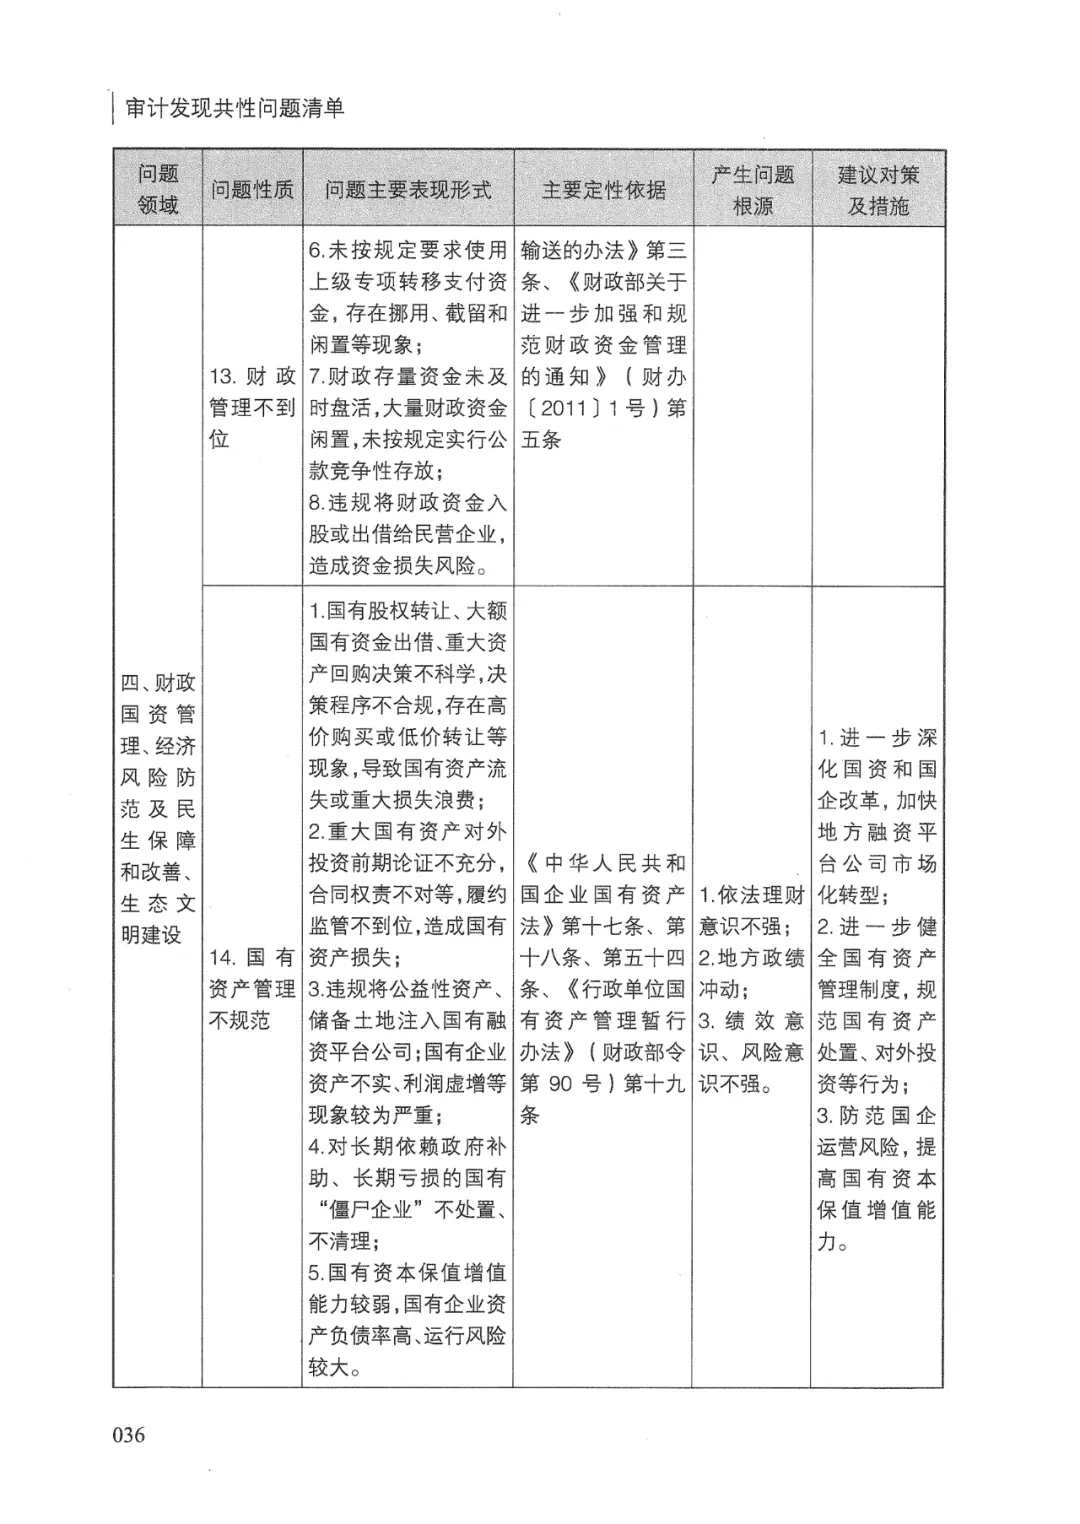 审计发现共性问题清单
问题
领域
问题性质
问题主要表现形式
主要定性依据
产生问题
根源
建议对策
及措施
四、财政
国资管
理、经济
风险防
范及民
生保障
和改善、
生态文
明建设
13. 财政
管理不到
位
6.未按规定要求使用
上级专项转移支付资
金，存在挪用、截留和
闲置等现象；
7.财政存量资金未及
时盘活，大量财政资金
闲置，未按规定实行公
款竞争性存放；
8.违规将财政资金入
股或出借给民营企业，
造成资金损失风险。
输送的办法》第三
条、《财政部关于
进一步加强和规
范财政资金管理
的通知》（财办
〔2011〕1号）第
五条
14. 国有
资产管理
不规范
1.国有股权转让、大额
国有资金出借、重大资
产回购决策不科学，决
策程序不合规，存在高
价购买或低价转让等
现象，导致国有资产流
失或重大损失浪费；
2.重大国有资产对外
投资前期论证不充分，
合同权责不对等，履约
监管不到位，造成国有
资产损失；
3.违规将公益性资产、
储备土地注入国有融
资平台公司；国有企业
资产不实、利润虚增等
现象较为严重；
4.对长期依赖政府补
助、长期亏损的国有
“僵尸企业”不处置、
不清理；
5.国有资本保值增值
能力较弱，国有企业资
产负债率高、运行风险
较大。
《中华人民共和
国企业国有资产
法》第十七条、第
十八条、第五十四
条、《行政单位国
有资产管理暂行
办法》（财政部令
第 90 号）第十九
条
1.依法理财
意识不强；
2.地方政绩
冲动；
3. 绩效意
识、风险意
识不强。
1.进一步深
化国资和国
企改革，加快
地方融资平
台公司市场
化转型；
2.进一步健
全国有资产
管理制度，规
范国有资产
处置、对外投
资等行为；
3.防范国企
运营风险，提
高国有资本
保值增值能
力。
036